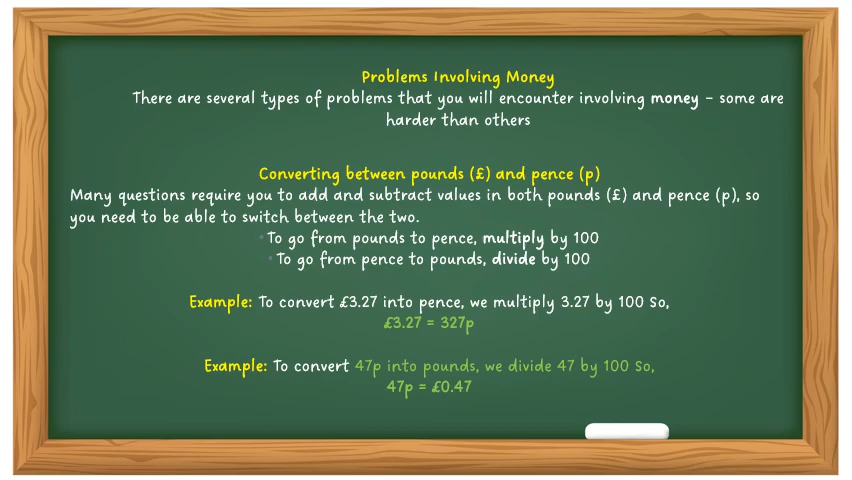 Problems Involving Money
There are several types of problems that you will encounter involving money – some are
harder than others
Converting between pounds (£) and pence (p)
Many questions require you to add and subtract values in both pounds (£) and pence (p), so
you need to be able to switch between the two.
• To go from pounds to pence, multiply by 100
• To go from pence to pounds, divide by 100
Example: To convert £3.27 into pence, we multiply 3.27 by 100 So,
£3.27 = 327p
Example: To convert 47p into pounds, we divide 47 by 100 So,
47p = £0.47